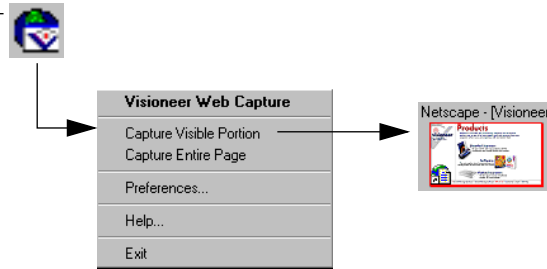 Visioneer Web Capture
Capture Visible Portion
Capture Entire Page
Preferences...
Help...
Exit
Netscape - [Visioneer
Products